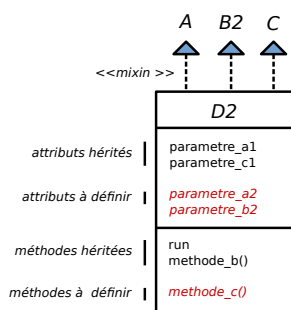 A B2 C
<<mixin >>
D2
attributs hérités
parametre_a1
parametre_c1
attributs à définir
parametre_a2
parametre_b2
méthodes héritées
run
methode_b()
méthodes à définir
methode_c()